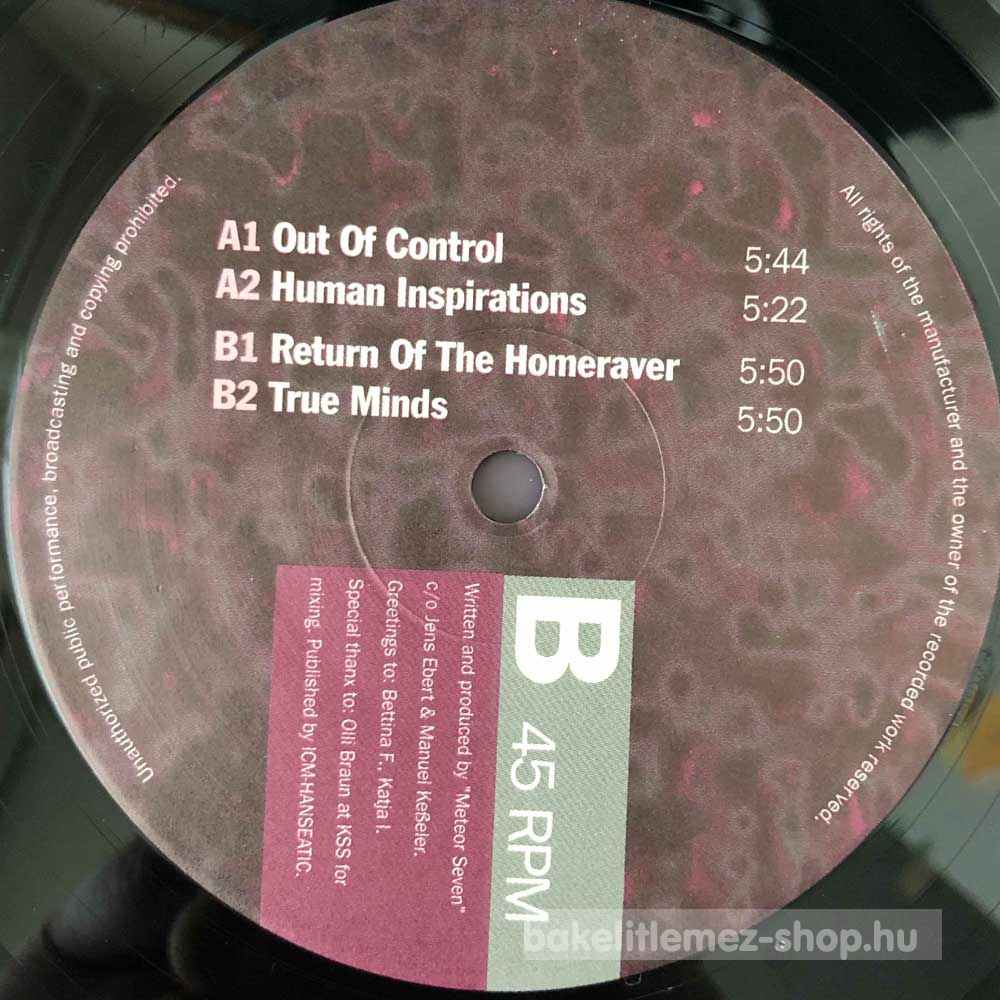 A1 Out Of Control 5:44
A2 Human Inspirations 5:22
B1 Return Of The Homeraver 5:50
B2 True Minds 5:50
B 45 RPM
Written and produced by "Meteor Seven"
c/o Jens Ebert & Manuel Keßeler.
Greetings to: Bettina F., Katja I.
Special thanx to: Olli Braun at KSS for
mixing. Published by ICM-HANSEATIC.
Unauthorized public performance, broadcasting and copying prohibited.
All rights of the manufacturer and the owner of the recorded work reserved.
bakelitlemez-shop.hu